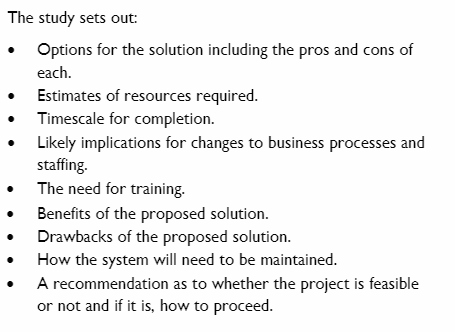 The study sets out:
• Options for the solution including the pros and cons of
each.
• Estimates of resources required.
• Timescale for completion.
• Likely implications for changes to business processes and
staffing.
• The need for training.
• Benefits of the proposed solution.
• Drawbacks of the proposed solution.
• How the system will need to be maintained.
• A recommendation as to whether the project is feasible
or not and if it is, how to proceed.